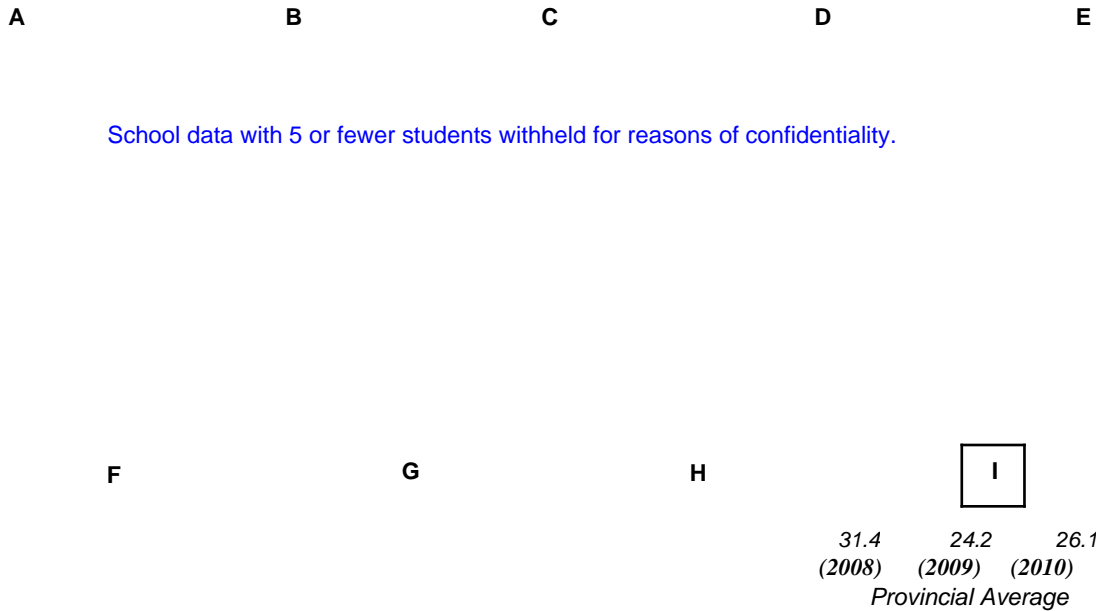 A B C D E
School data with 5 or fewer students withheld for reasons of confidentiality.
F G H I
31.4 24.2 26.1
(2008) (2009) (2010)
Provincial Average